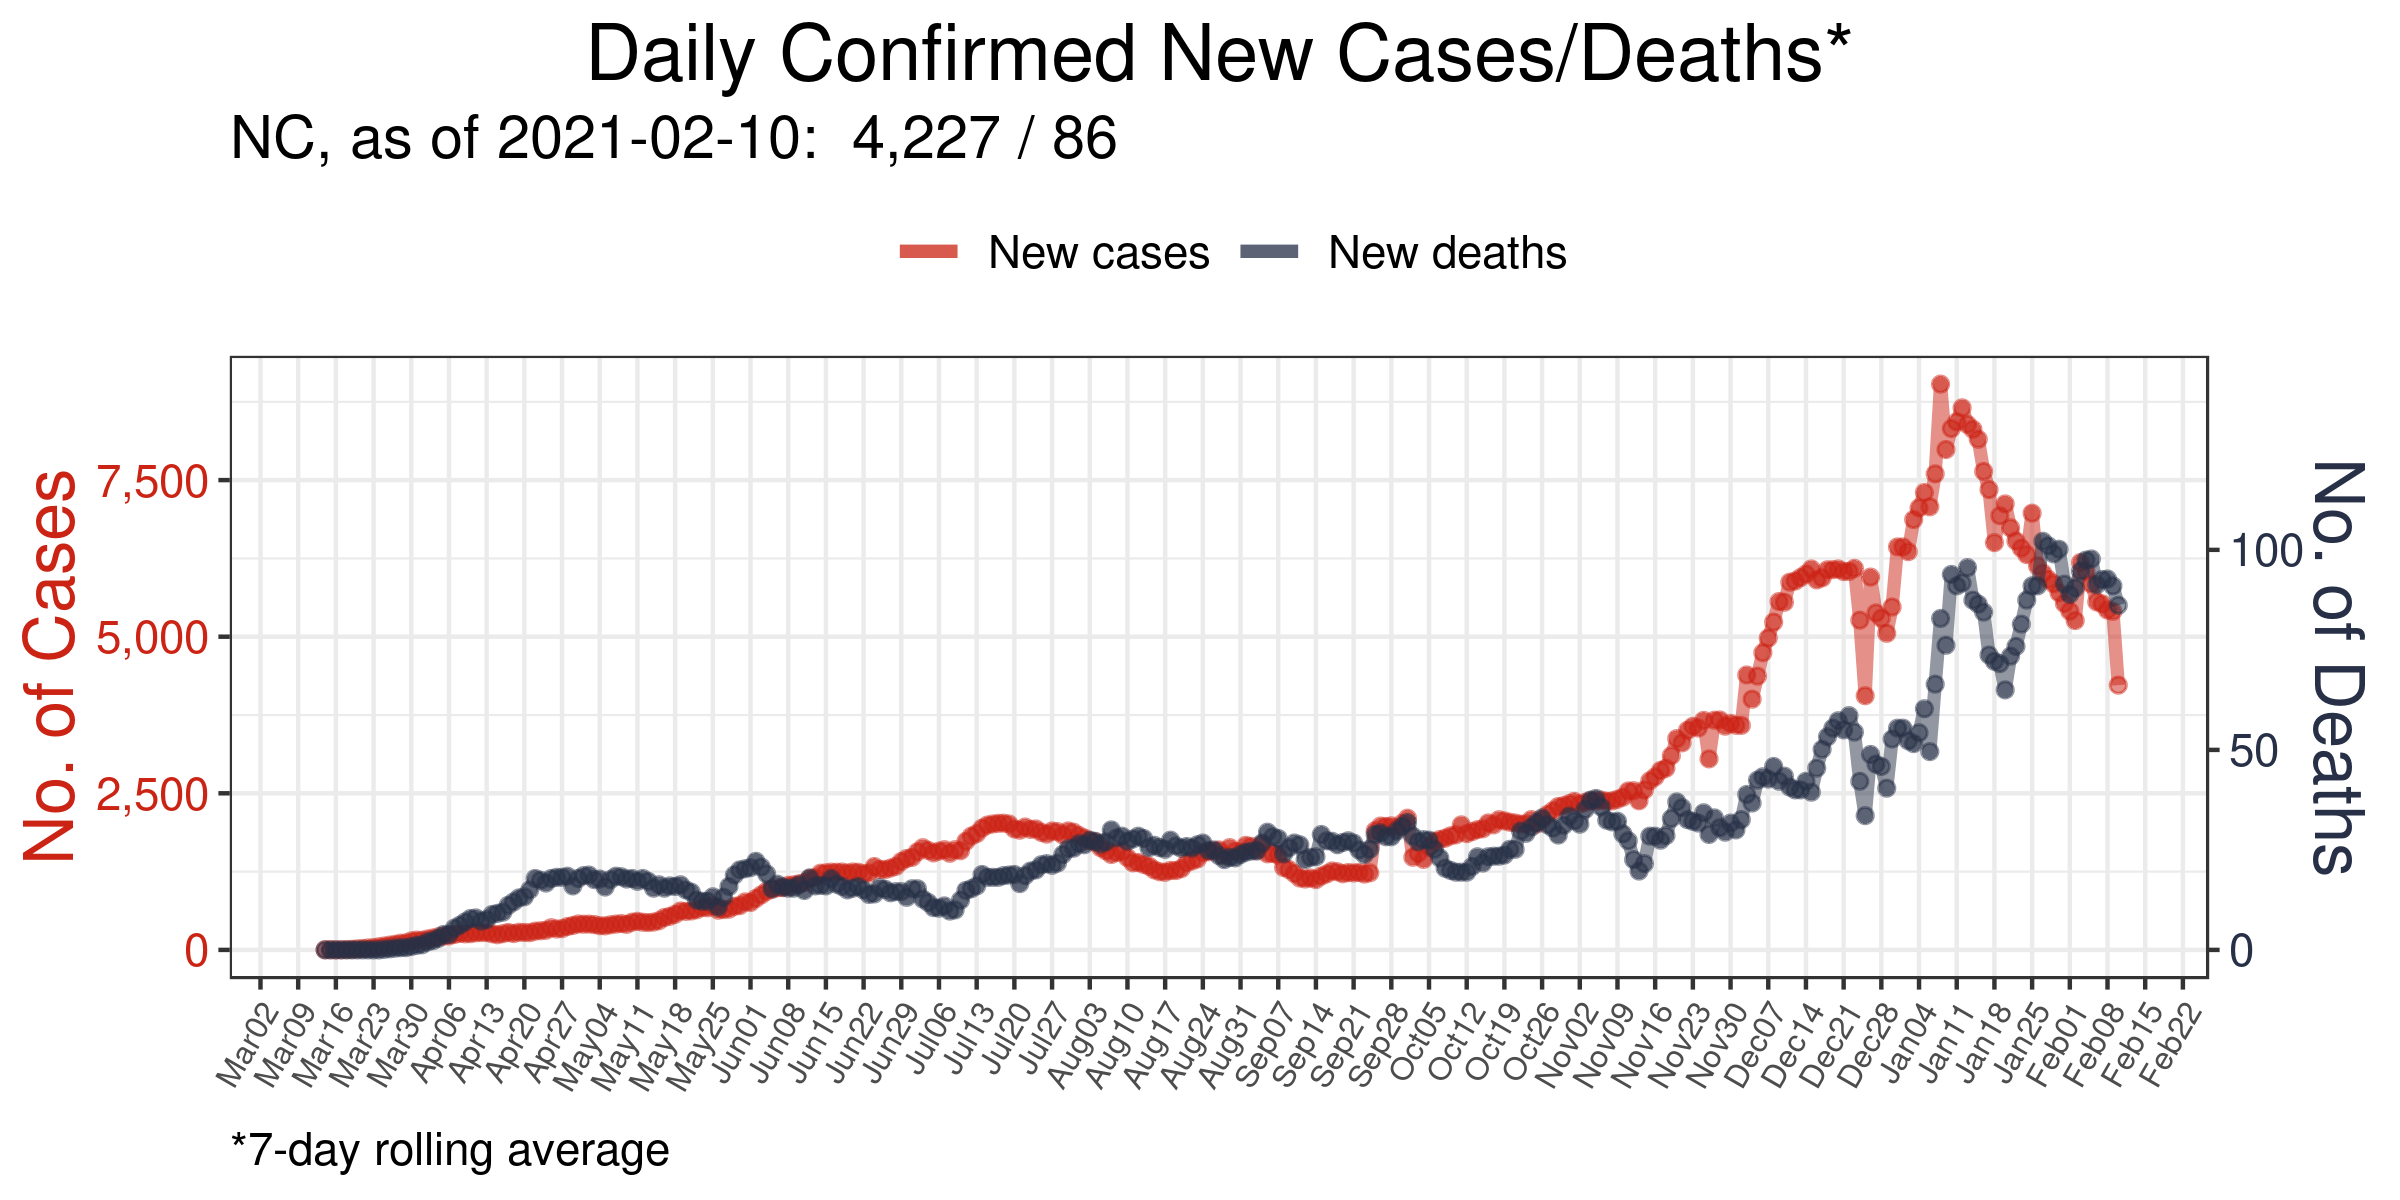 Daily Confirmed New Cases/Deaths*
NC, as of 2021-02-10:  4,227 / 86
New cases
New deaths
No. of Cases
7,500
5,000
2,500
0
No. of Deaths
100
50
0
Mar02
Mar09
Mar16
Mar23
Mar30
Apr06
Apr13
Apr20
Apr27
May04
May11
May18
May25
Jun01
Jun08
Jun15
Jun22
Jun29
Jul06
Jul13
Jul20
Jul27
Aug03
Aug10
Aug17
Aug24
Aug31
Sep07
Sep14
Sep21
Sep28
Oct05
Oct12
Oct19
Oct26
Nov02
Nov09
Nov16
Nov23
Nov30
Dec07
Dec14
Dec21
Dec28
Jan04
Jan11
Jan18
Jan25
Feb01
Feb08
Feb15
Feb22
*7-day rolling average